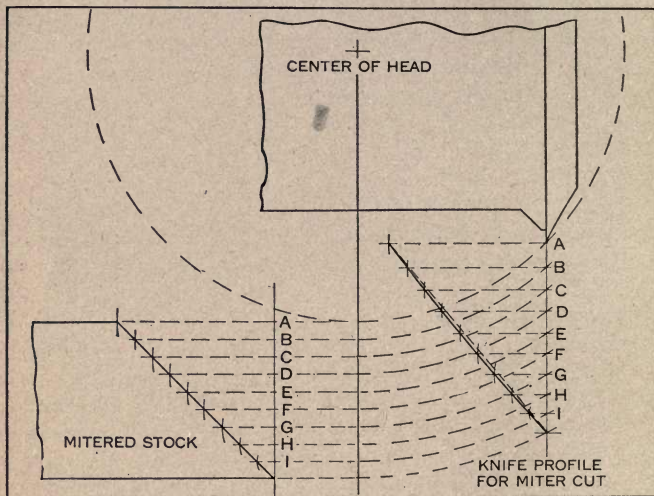 CENTER OF HEAD
A
B
C
D
E
F
G
H
I
A
B
C
D
E
F
G
H
I
MITERED STOCK
KNIFE PROFILE
FOR MITER CUT